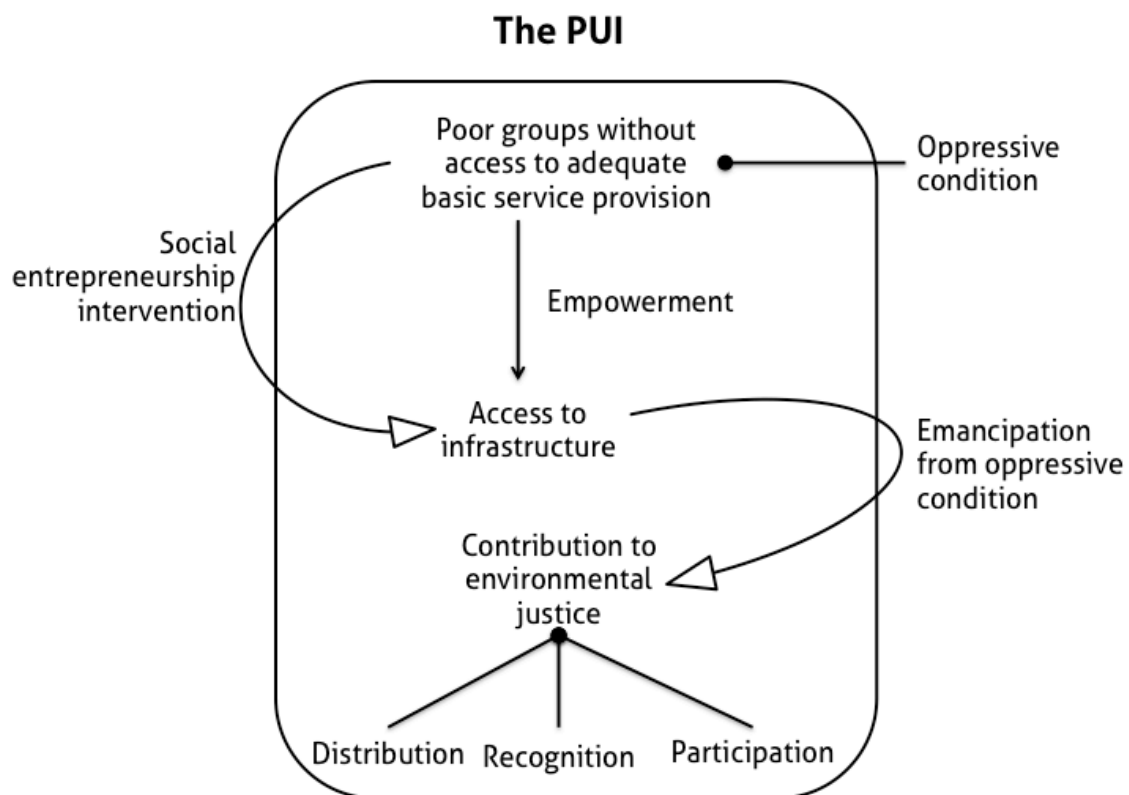 The PUI
Poor groups without
access to adequate
basic service provision
Oppressive
condition
Social
entrepreneurship
intervention
Empowerment
Access to
infrastructure
Emancipation
from oppressive
condition
Contribution to
environmental
justice
Distribution
Recognition
Participation